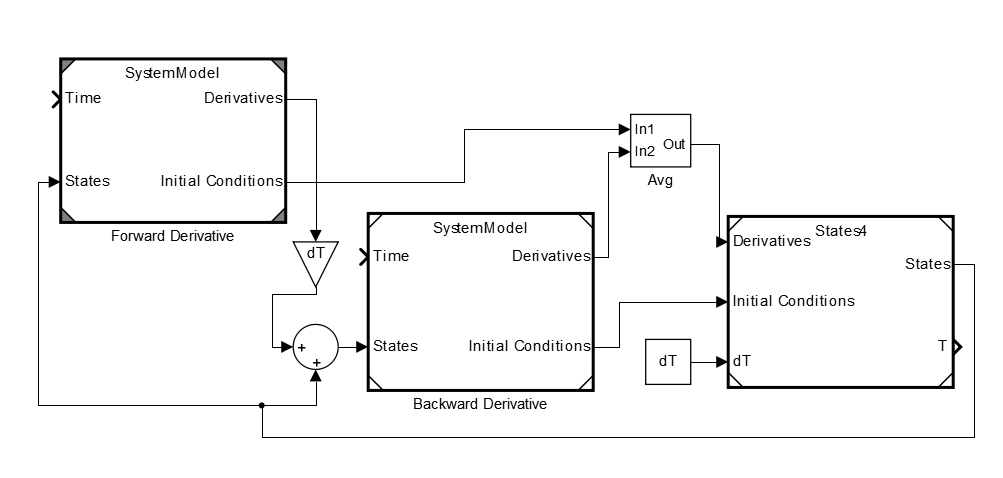 SystemModel
Time
Derivatives
States
Initial Conditions
Forward Derivative
dT
+
+
SystemModel
Time
Derivatives
States
Initial Conditions
Backward Derivative
In1
In2
Out
Avg
dT
States4
Derivatives
States
Initial Conditions
T
dT